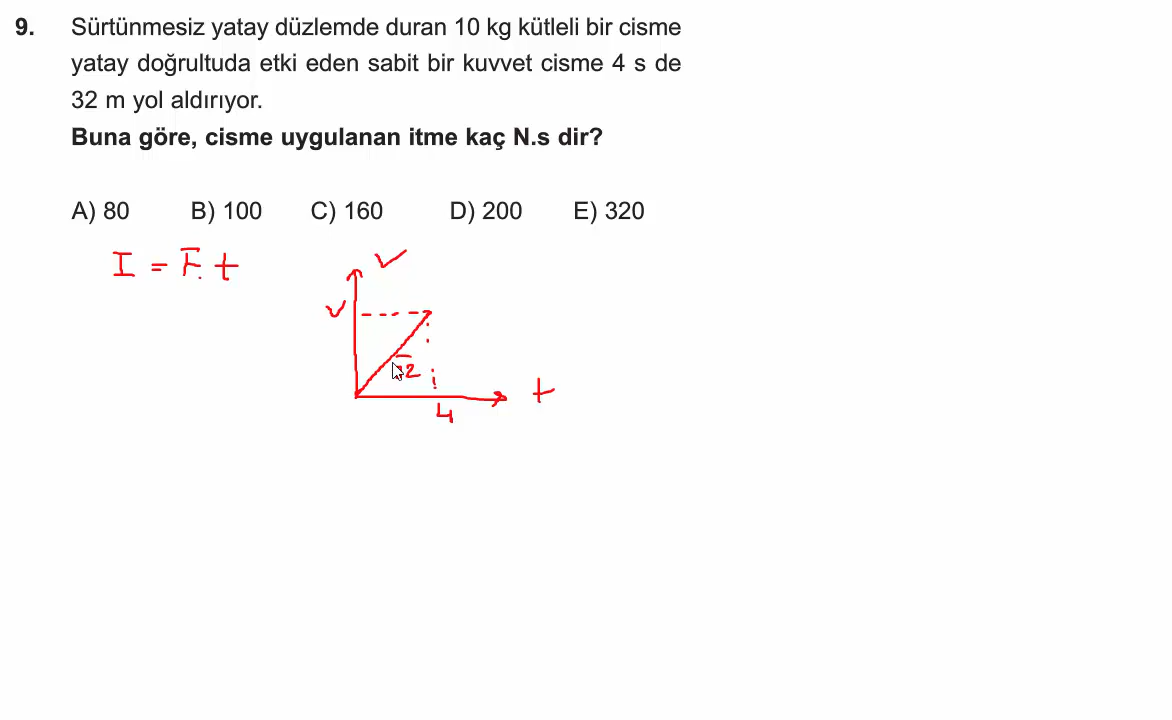 9. Sürtünmesiz yatay düzlemde duran 10 kg kütleli bir cisme
yatay doğrultuda etki eden sabit bir kuvvet cisme 4 s de
32 m yol aldırıyor.
Buna göre, cisme uygulanan itme kaç N.s dir?
A) 80 B) 100 C) 160 D) 200 E) 320
I = F. t
V
V
32
4
t